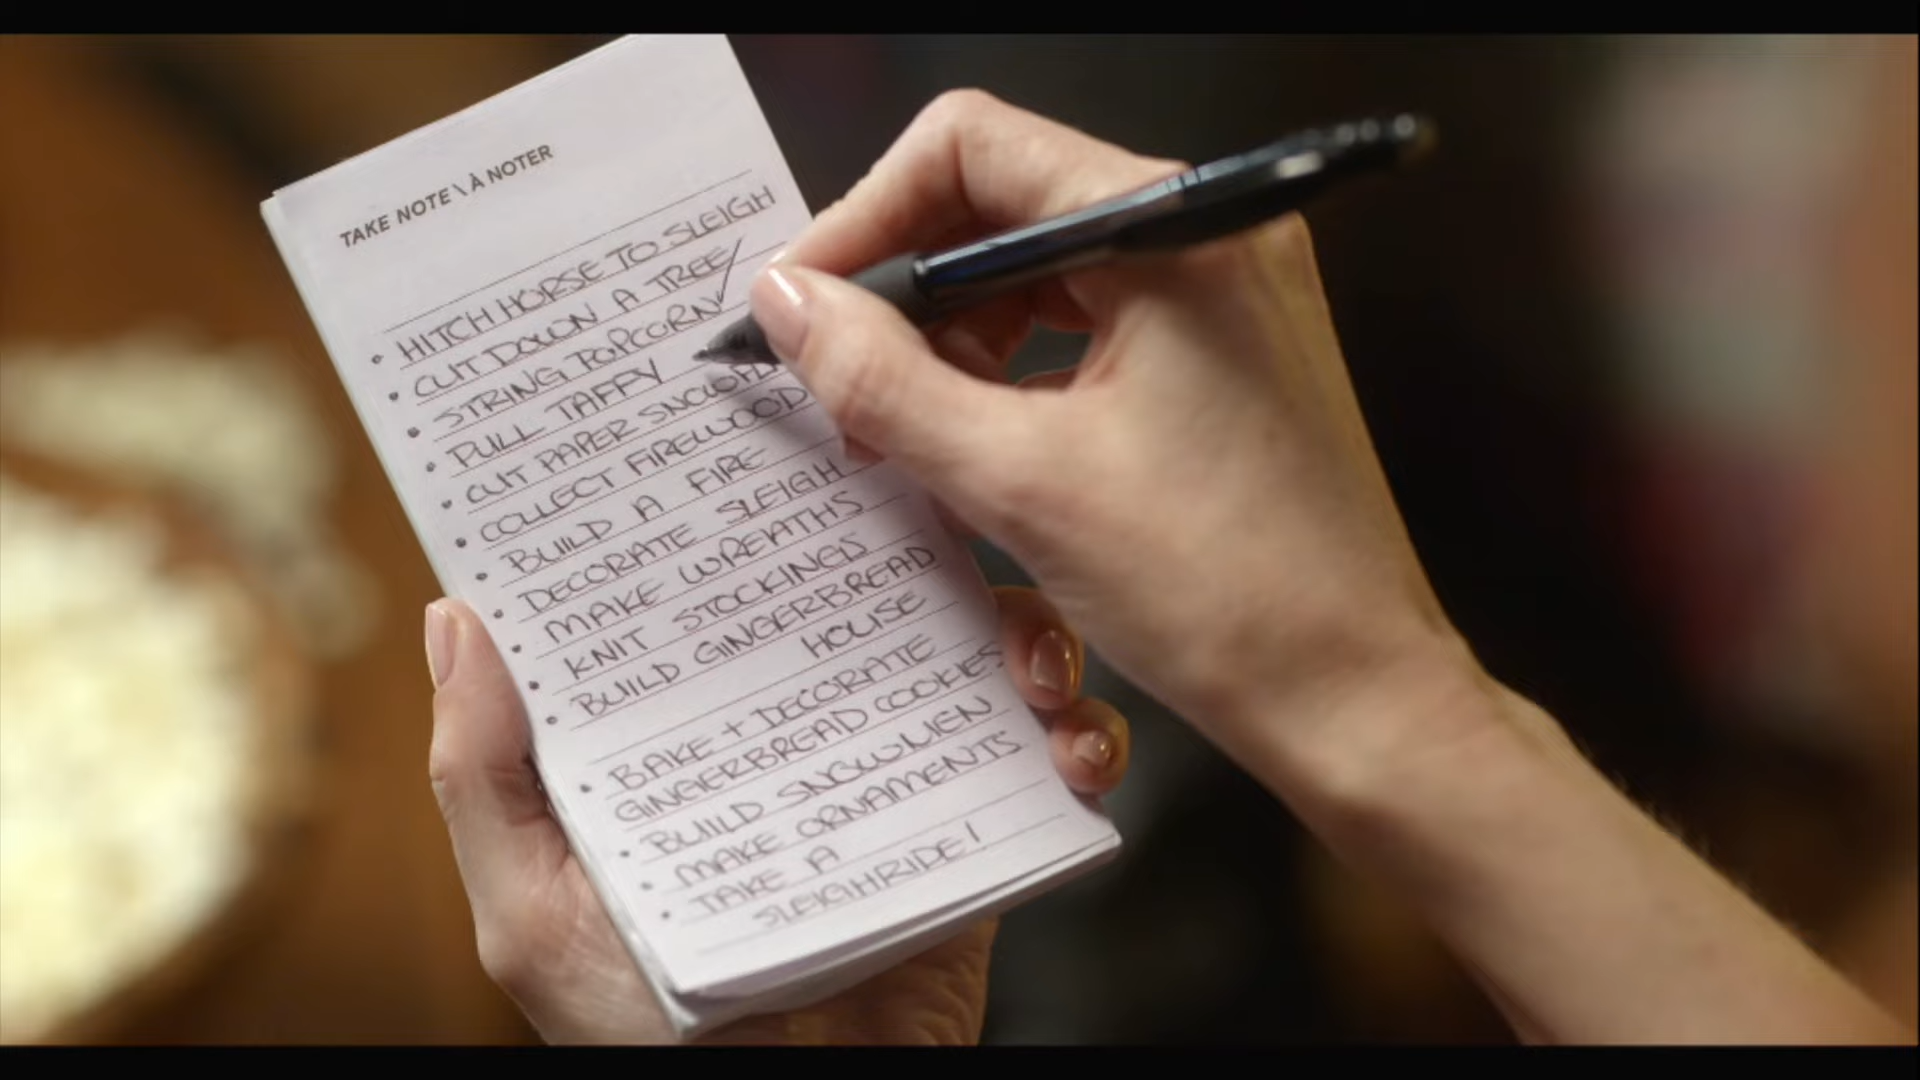 TAKE NOTE \ À NOTER
• HITCH HORSE TO SLEIGH
• CUT DOWN A TREE
• STRING POPCORN ✓
• PULL TAFFY
• CUT PAPER
• COLLECT FIREWOOD
• BUILD A FIRE
• DECORATE SLEIGH
• MAKE WREATHS
• KNIT STOCKINGS
• BUILD GINGERBREAD
HOUSE
• BAKE + DECORATE
GINGERBREAD COOKIES
• BUILD SNOWMEN
• MAKE ORNAMENTS
• TAKE A
SLEIGHRIDE!